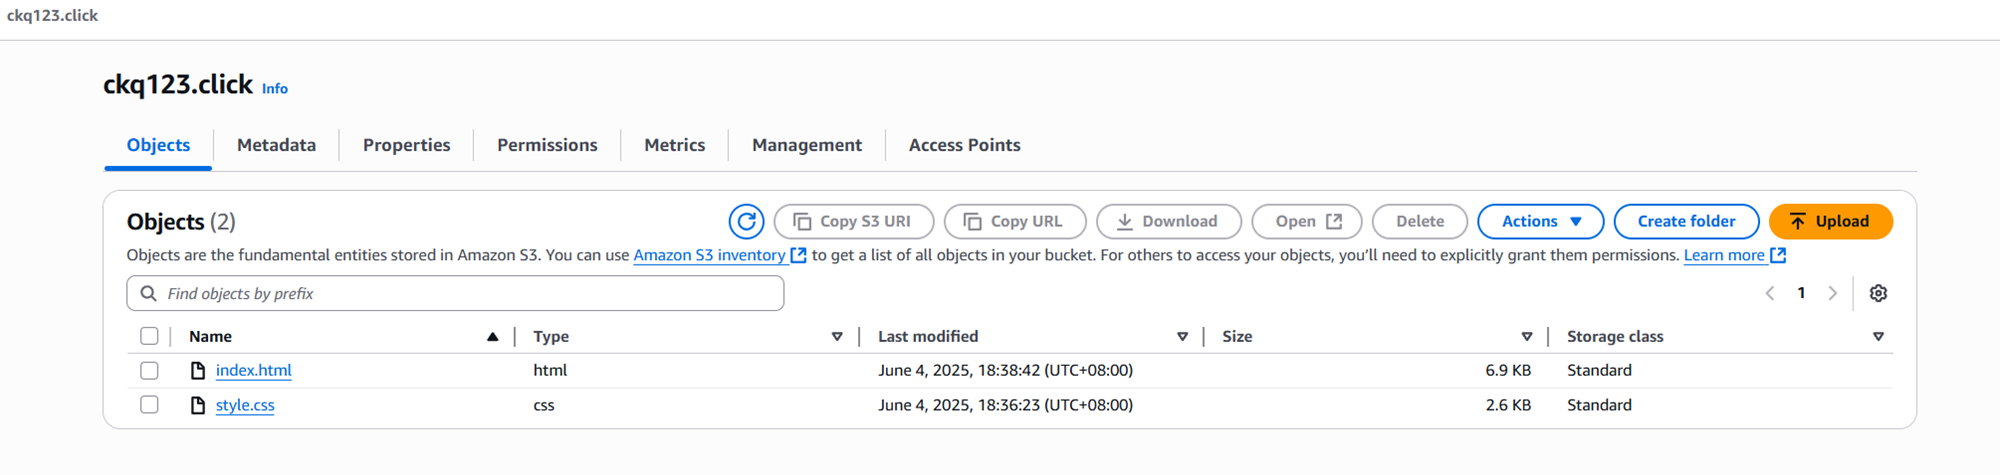 ckq123.click
ckq123.click Info
Objects Metadata Properties Permissions Metrics Management Access Points
Objects (2) Copy S3 URI Copy URL Download Open Delete Actions Create folder Upload
Objects are the fundamental entities stored in Amazon S3. You can use Amazon S3 inventory to get a list of all objects in your bucket. For others to access your objects, you'll need to explicitly grant them permissions. Learn more
Find objects by prefix 1
Name Type Last modified Size Storage class
index.html html June 4, 2025, 18:38:42 (UTC+08:00) 6.9 KB Standard
style.css css June 4, 2025, 18:36:23 (UTC+08:00) 2.6 KB Standard